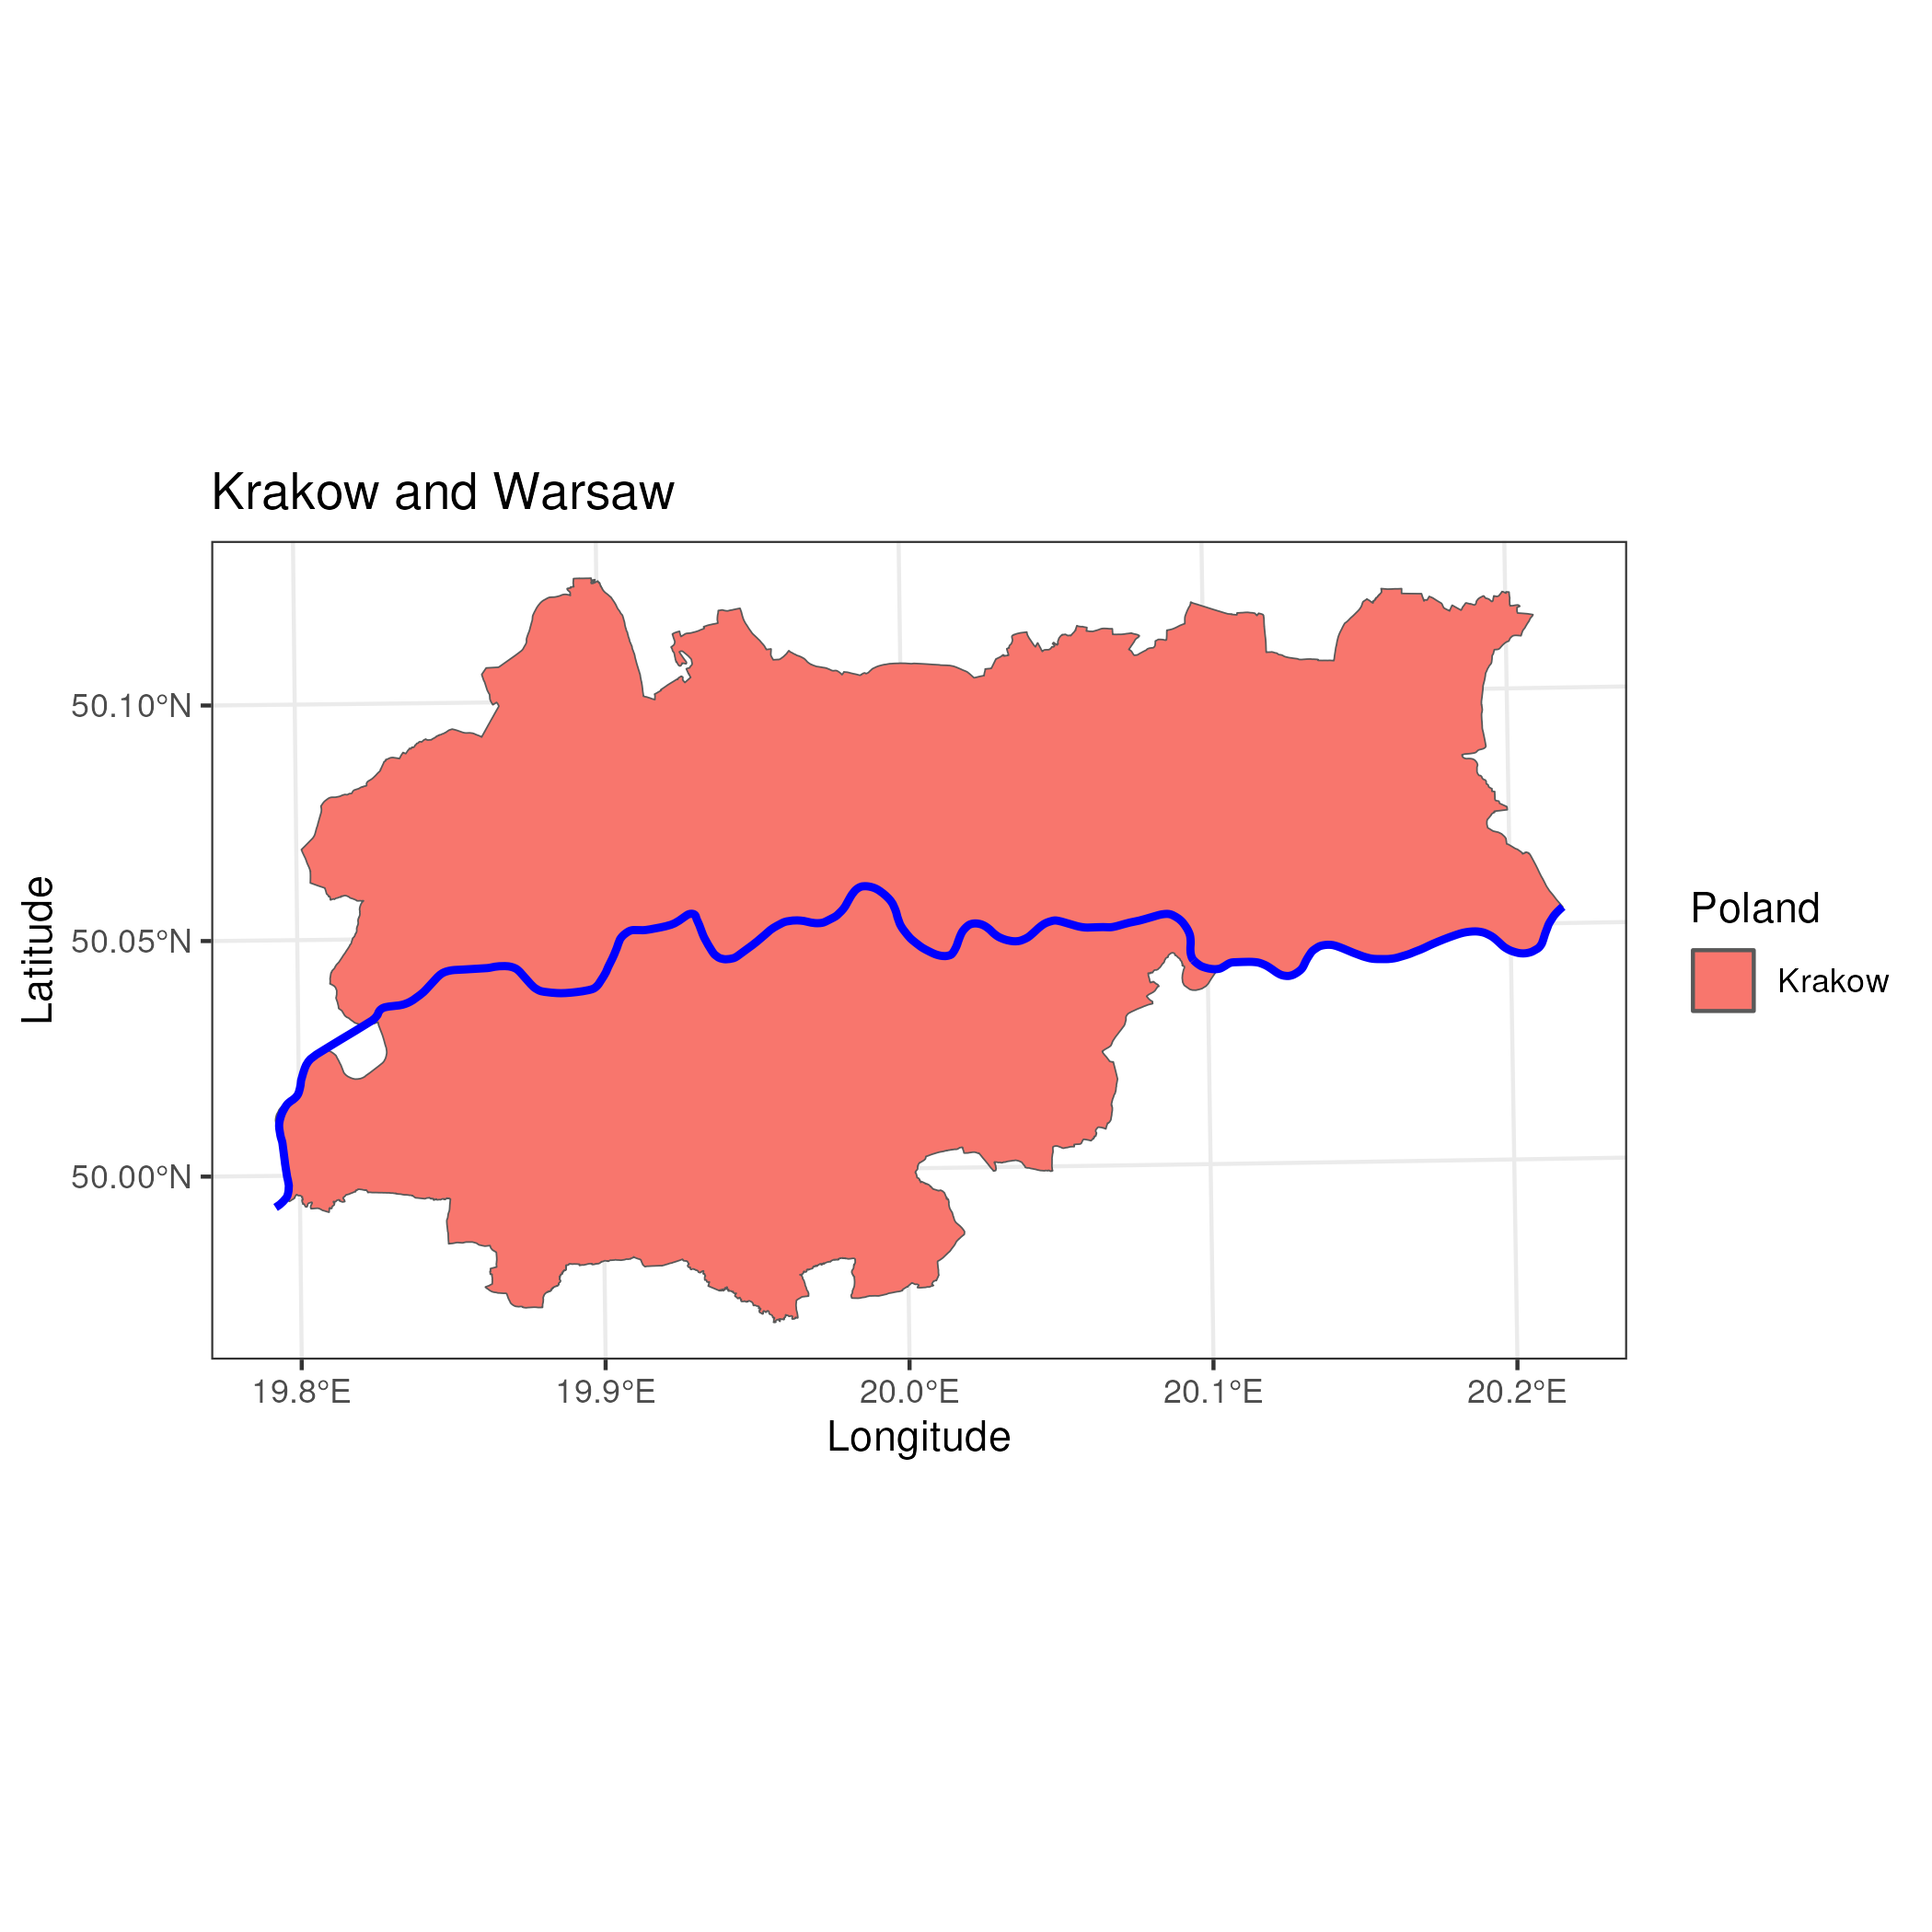 Krakow and Warsaw
50.10°N
50.05°N
50.00°N
Latitude
19.8°E 19.9°E 20.0°E 20.1°E 20.2°E
Longitude
Poland
Krakow